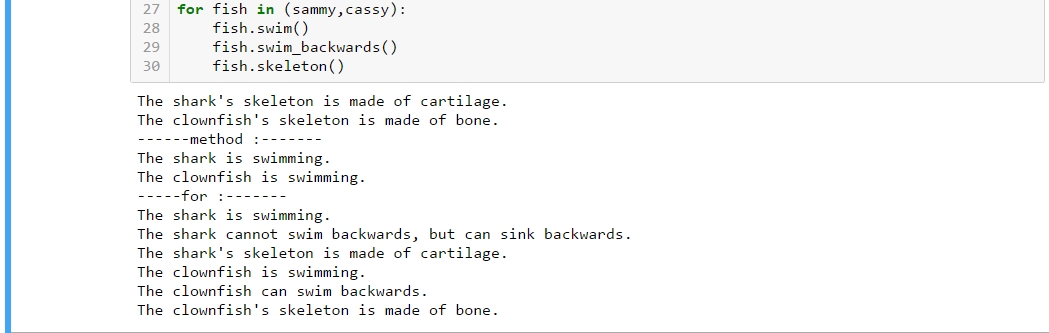 27 for fish in (sammy,cassy):
28     fish.swim()
29     fish.swim_backwards()
30     fish.skeleton()
The shark's skeleton is made of cartilage.
The clownfish's skeleton is made of bone.
------method :-------
The shark is swimming.
The clownfish is swimming.
-----for :-------
The shark is swimming.
The shark cannot swim backwards, but can sink backwards.
The shark's skeleton is made of cartilage.
The clownfish is swimming.
The clownfish can swim backwards.
The clownfish's skeleton is made of bone.